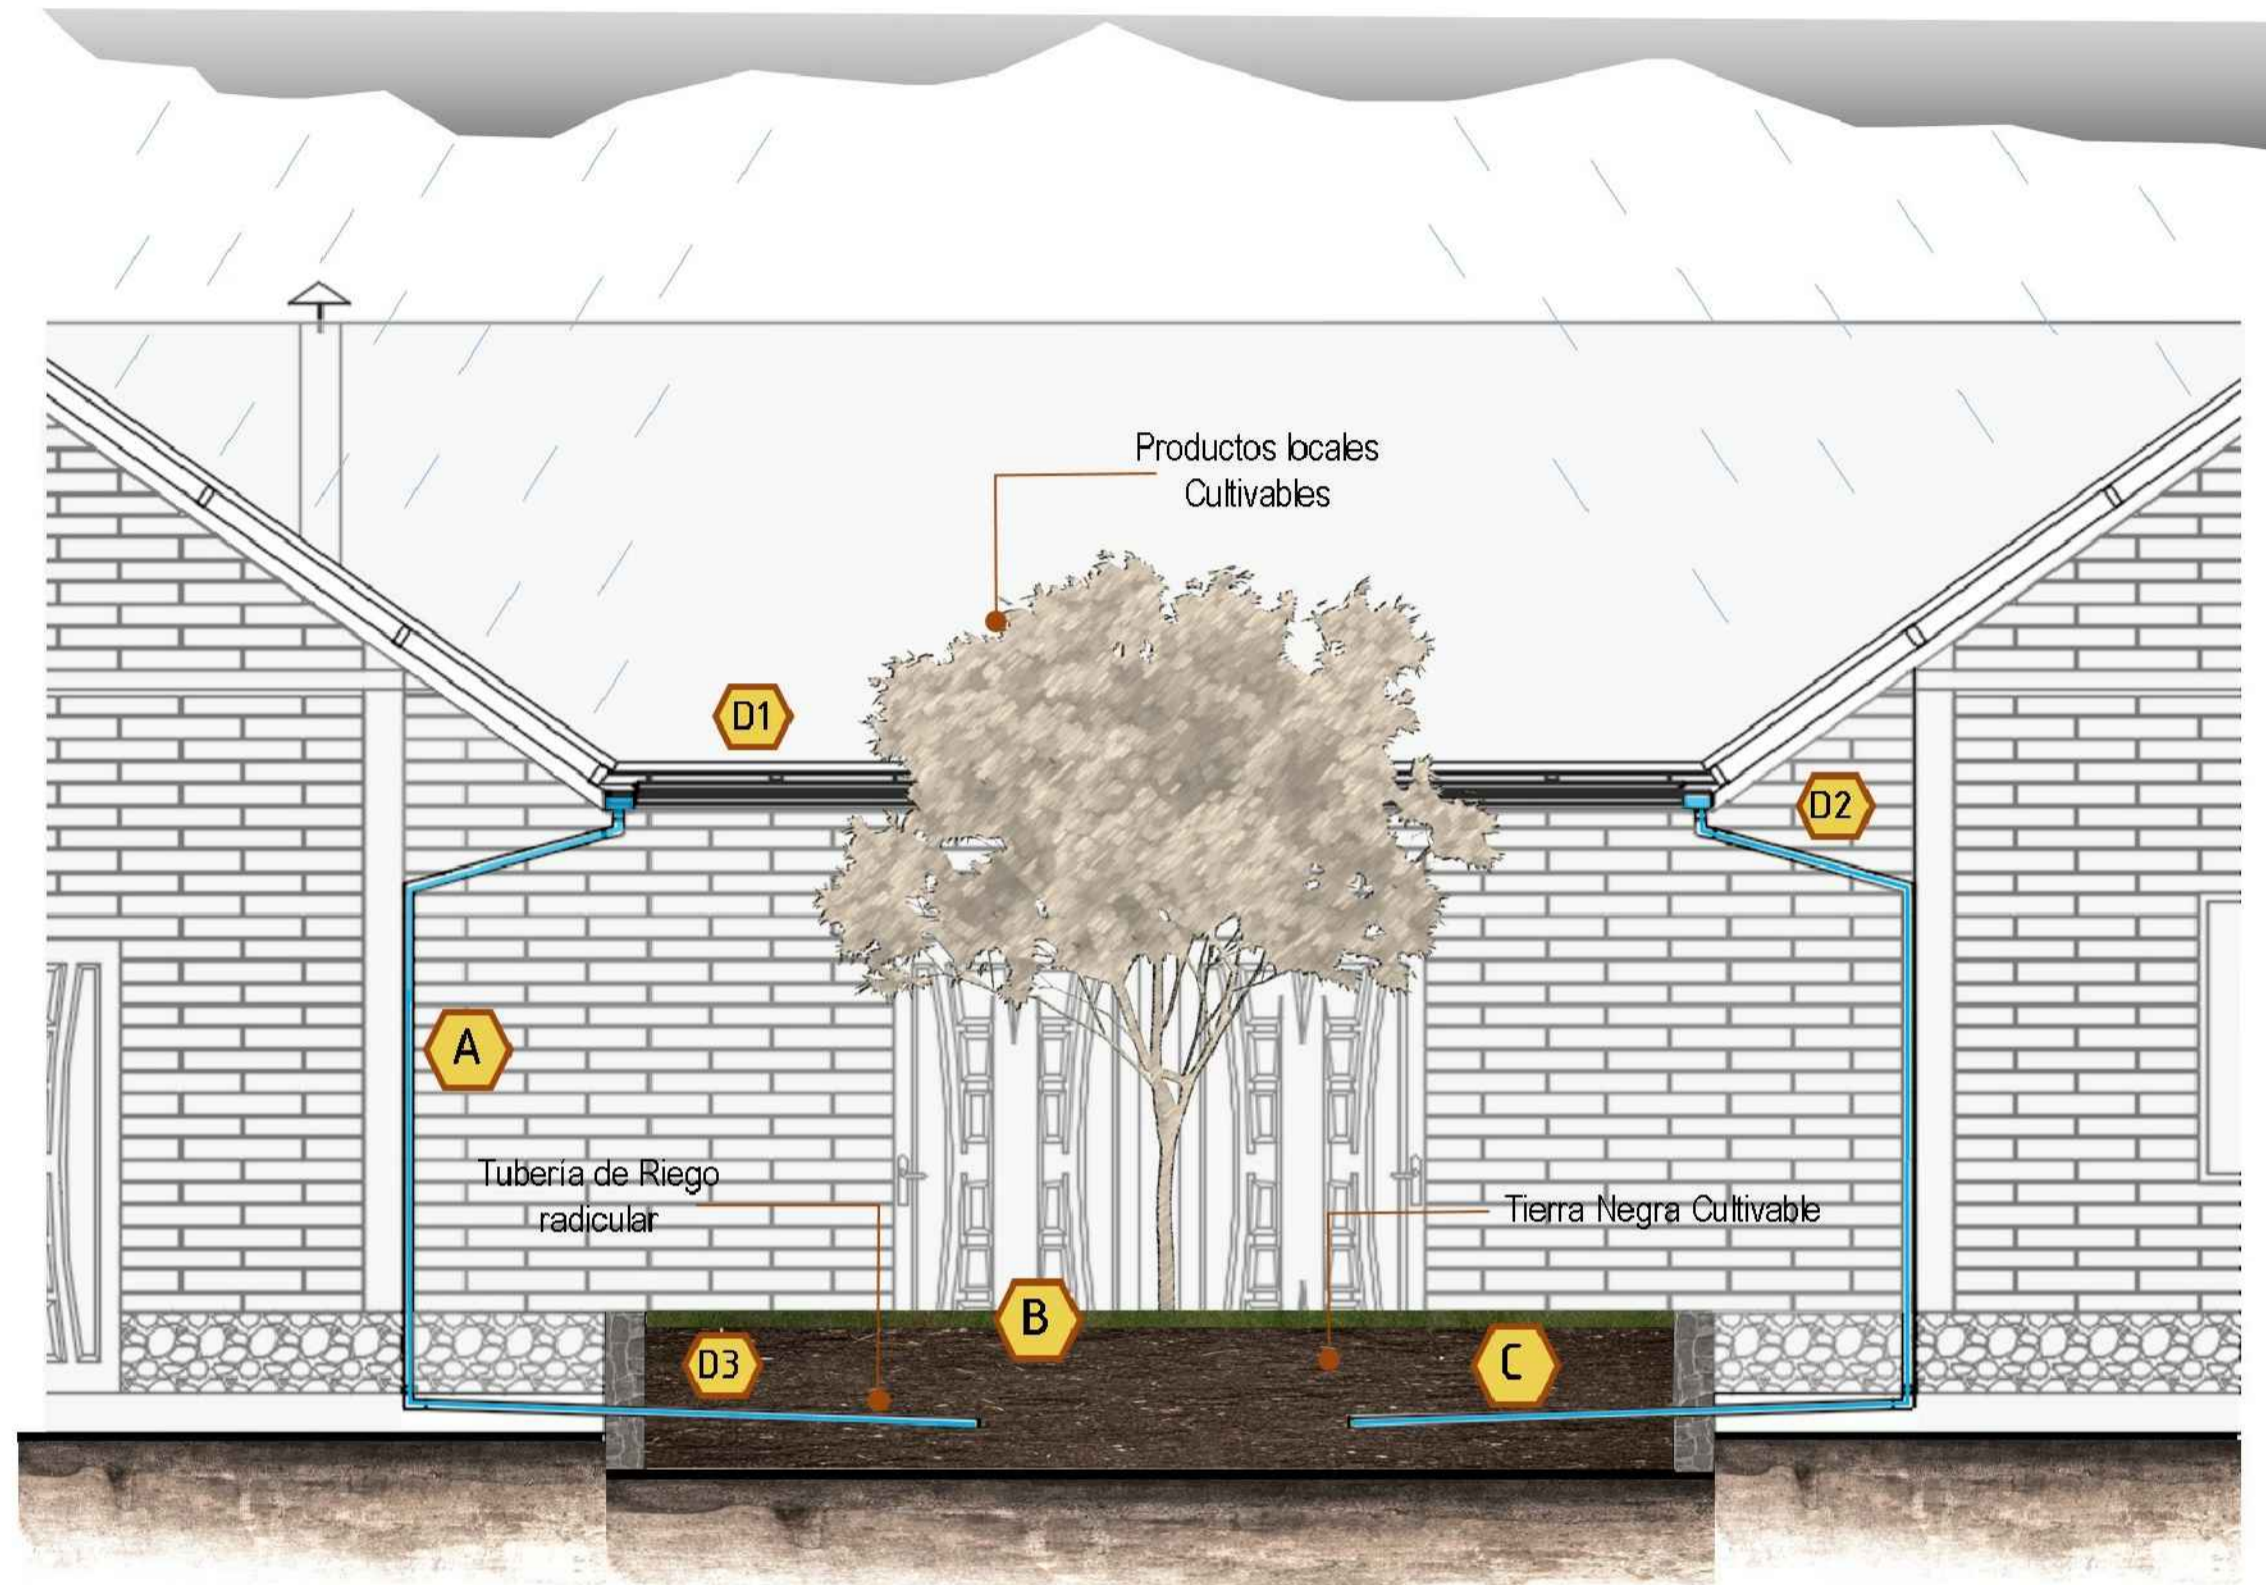 Productos locales
Cultivables
D1
D2
A
Tubería de Riego
radicular
Tierra Negra Cultivable
B
D3
C